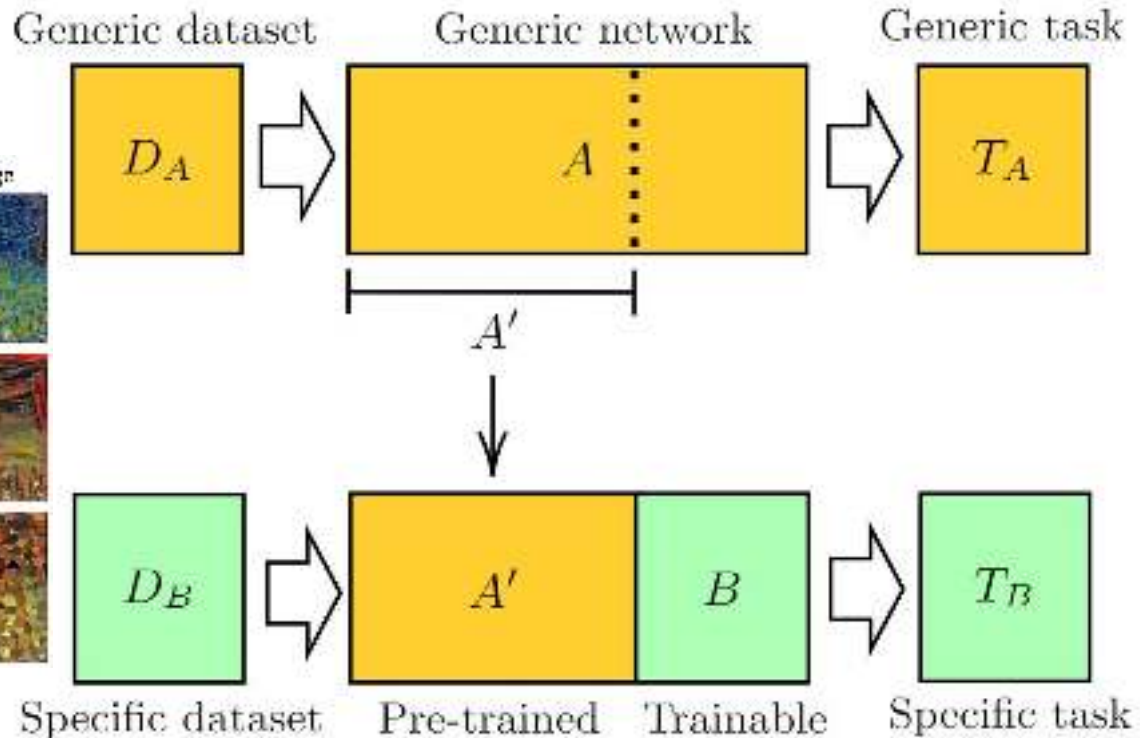 Generic dataset Generic network Generic task
D_A A T_A
A′
D_B A′ B T_B
Specific dataset Pre-trained Trainable Specific task